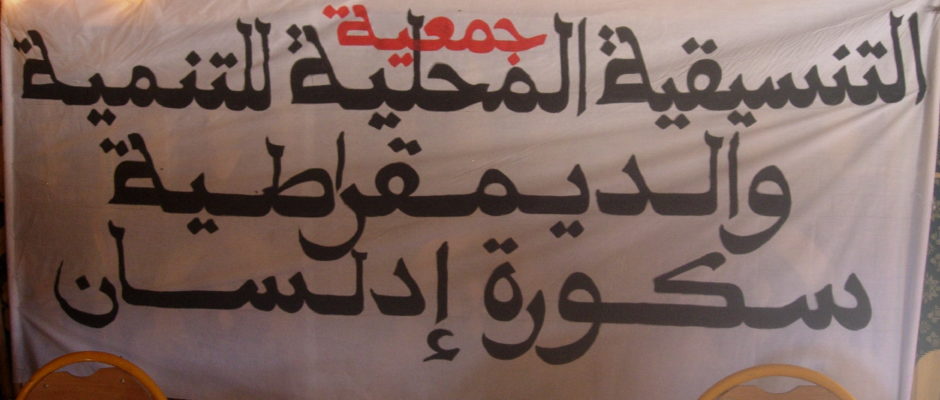 جمعية
التنسيقية المحلية للتنمية
والديمقراطية
سكورة إدلسان